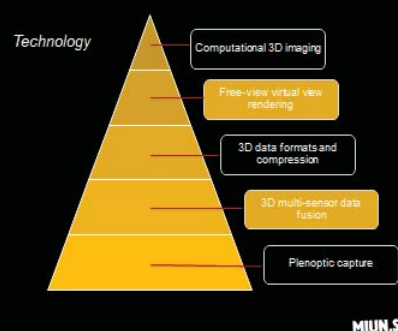 Technology
Computational 3D imaging
Free-view virtual view
rendering
3D data formats and
compression
3D multi-sensor data
fusion
Plenoptic capture
MIUN.S